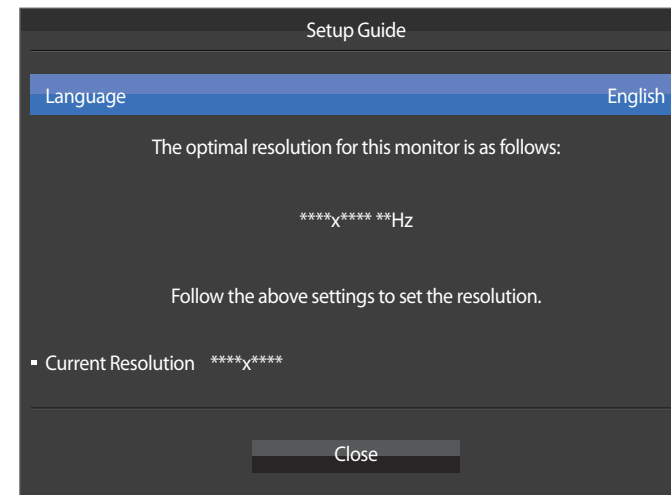 Setup Guide
Language English
The optimal resolution for this monitor is as follows:
****x**** **Hz
Follow the above settings to set the resolution.
Current Resolution ****x****
Close